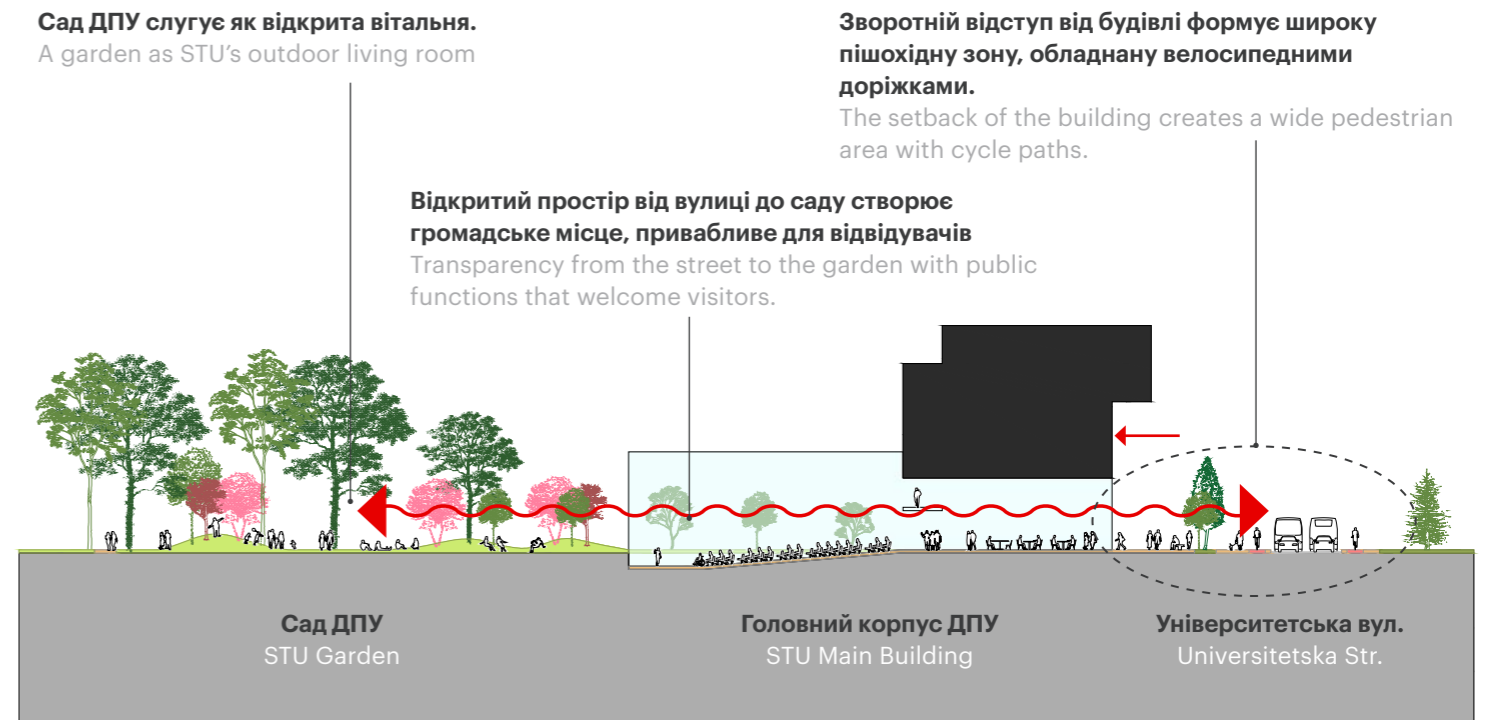 Сад ДПУ слугує як відкрита вітальня.
A garden as STU's outdoor living room
Зворотній відступ від будівлі формує широку
пішохідну зону, обладнану велосипедними
доріжками.
The setback of the building creates a wide pedestrian
area with cycle paths.
Відкритий простір від вулиці до саду створює
громадське місце, привабливе для відвідувачів
Transparency from the street to the garden with public
functions that welcome visitors.
Сад ДПУ
STU Garden
Головний корпус ДПУ
STU Main Building
Університетська вул.
Universitetska Str.